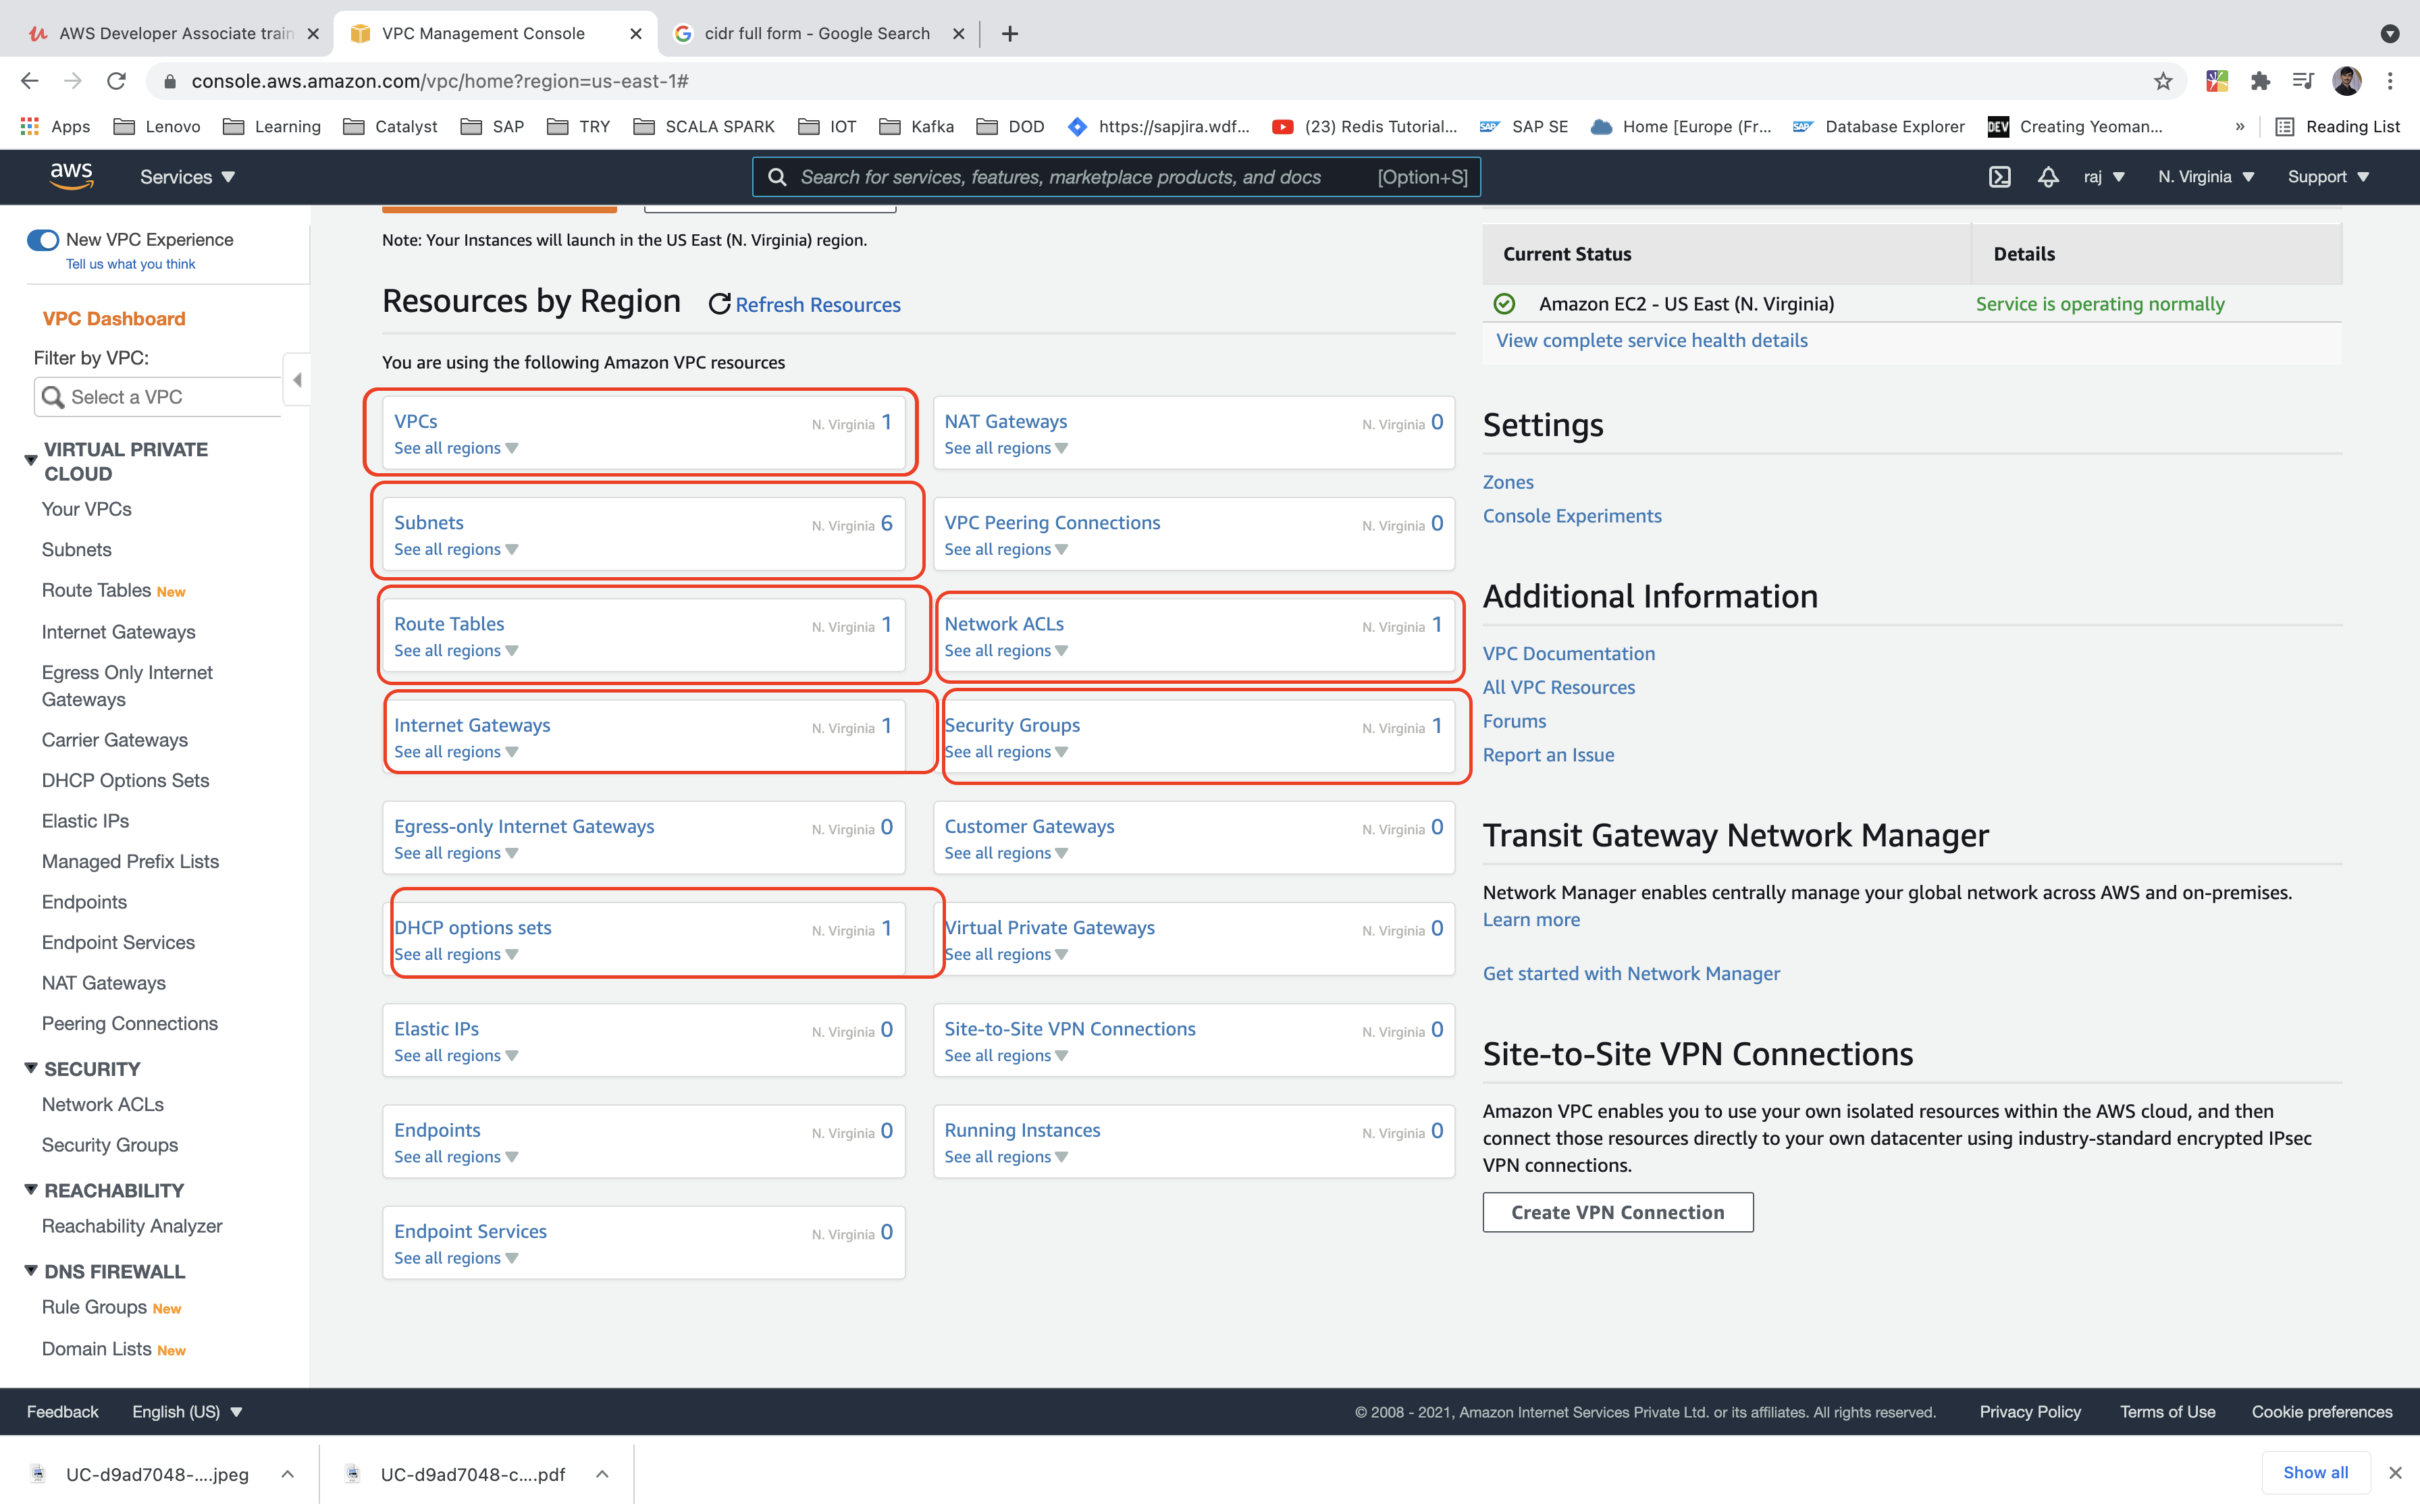 AWS Developer Associate train
VPC Management Console
cidr full form - Google Search
console.aws.amazon.com/vpc/home?region=us-east-1#
Apps Lenovo Learning Catalyst SAP TRY SCALA SPARK IOT Kafka DOD https://sapjira.wdf... (23) Redis Tutorial... SAP SE Home [Europe (Fr... Database Explorer DEV Creating Yeoman... » Reading List
aws Services Search for services, features, marketplace products, and docs [Option+S] raj N. Virginia Support
New VPC Experience
Tell us what you think
VPC Dashboard
Filter by VPC:
Select a VPC
VIRTUAL PRIVATE
CLOUD
Your VPCs
Subnets
Route Tables New
Internet Gateways
Egress Only Internet
Gateways
Carrier Gateways
DHCP Options Sets
Elastic IPs
Managed Prefix Lists
Endpoints
Endpoint Services
NAT Gateways
Peering Connections
SECURITY
Network ACLs
Security Groups
REACHABILITY
Reachability Analyzer
DNS FIREWALL
Rule Groups New
Domain Lists New
Note: Your Instances will launch in the US East (N. Virginia) region.
Resources by Region Refresh Resources
You are using the following Amazon VPC resources
VPCs N. Virginia 1
See all regions
NAT Gateways N. Virginia 0
See all regions
Subnets N. Virginia 6
See all regions
VPC Peering Connections N. Virginia 0
See all regions
Route Tables N. Virginia 1
See all regions
Network ACLs N. Virginia 1
See all regions
Internet Gateways N. Virginia 1
See all regions
Security Groups N. Virginia 1
See all regions
Egress-only Internet Gateways N. Virginia 0
See all regions
Customer Gateways N. Virginia 0
See all regions
DHCP options sets N. Virginia 1
See all regions
Virtual Private Gateways N. Virginia 0
See all regions
Elastic IPs N. Virginia 0
See all regions
Site-to-Site VPN Connections N. Virginia 0
See all regions
Endpoints N. Virginia 0
See all regions
Running Instances N. Virginia 0
See all regions
Endpoint Services N. Virginia 0
See all regions
Current Status Details
Amazon EC2 - US East (N. Virginia) Service is operating normally
View complete service health details
Settings
Zones
Console Experiments
Additional Information
VPC Documentation
All VPC Resources
Forums
Report an Issue
Transit Gateway Network Manager
Network Manager enables centrally manage your global network across AWS and on-premises.
Learn more
Get started with Network Manager
Site-to-Site VPN Connections
Amazon VPC enables you to use your own isolated resources within the AWS cloud, and then
connect those resources directly to your own datacenter using industry-standard encrypted IPsec
VPN connections.
Create VPN Connection
Feedback English (US) © 2008 - 2021, Amazon Internet Services Private Ltd. or its affiliates. All rights reserved. Privacy Policy Terms of Use Cookie preferences
UC-d9ad7048-....jpeg UC-d9ad7048-c....pdf Show all